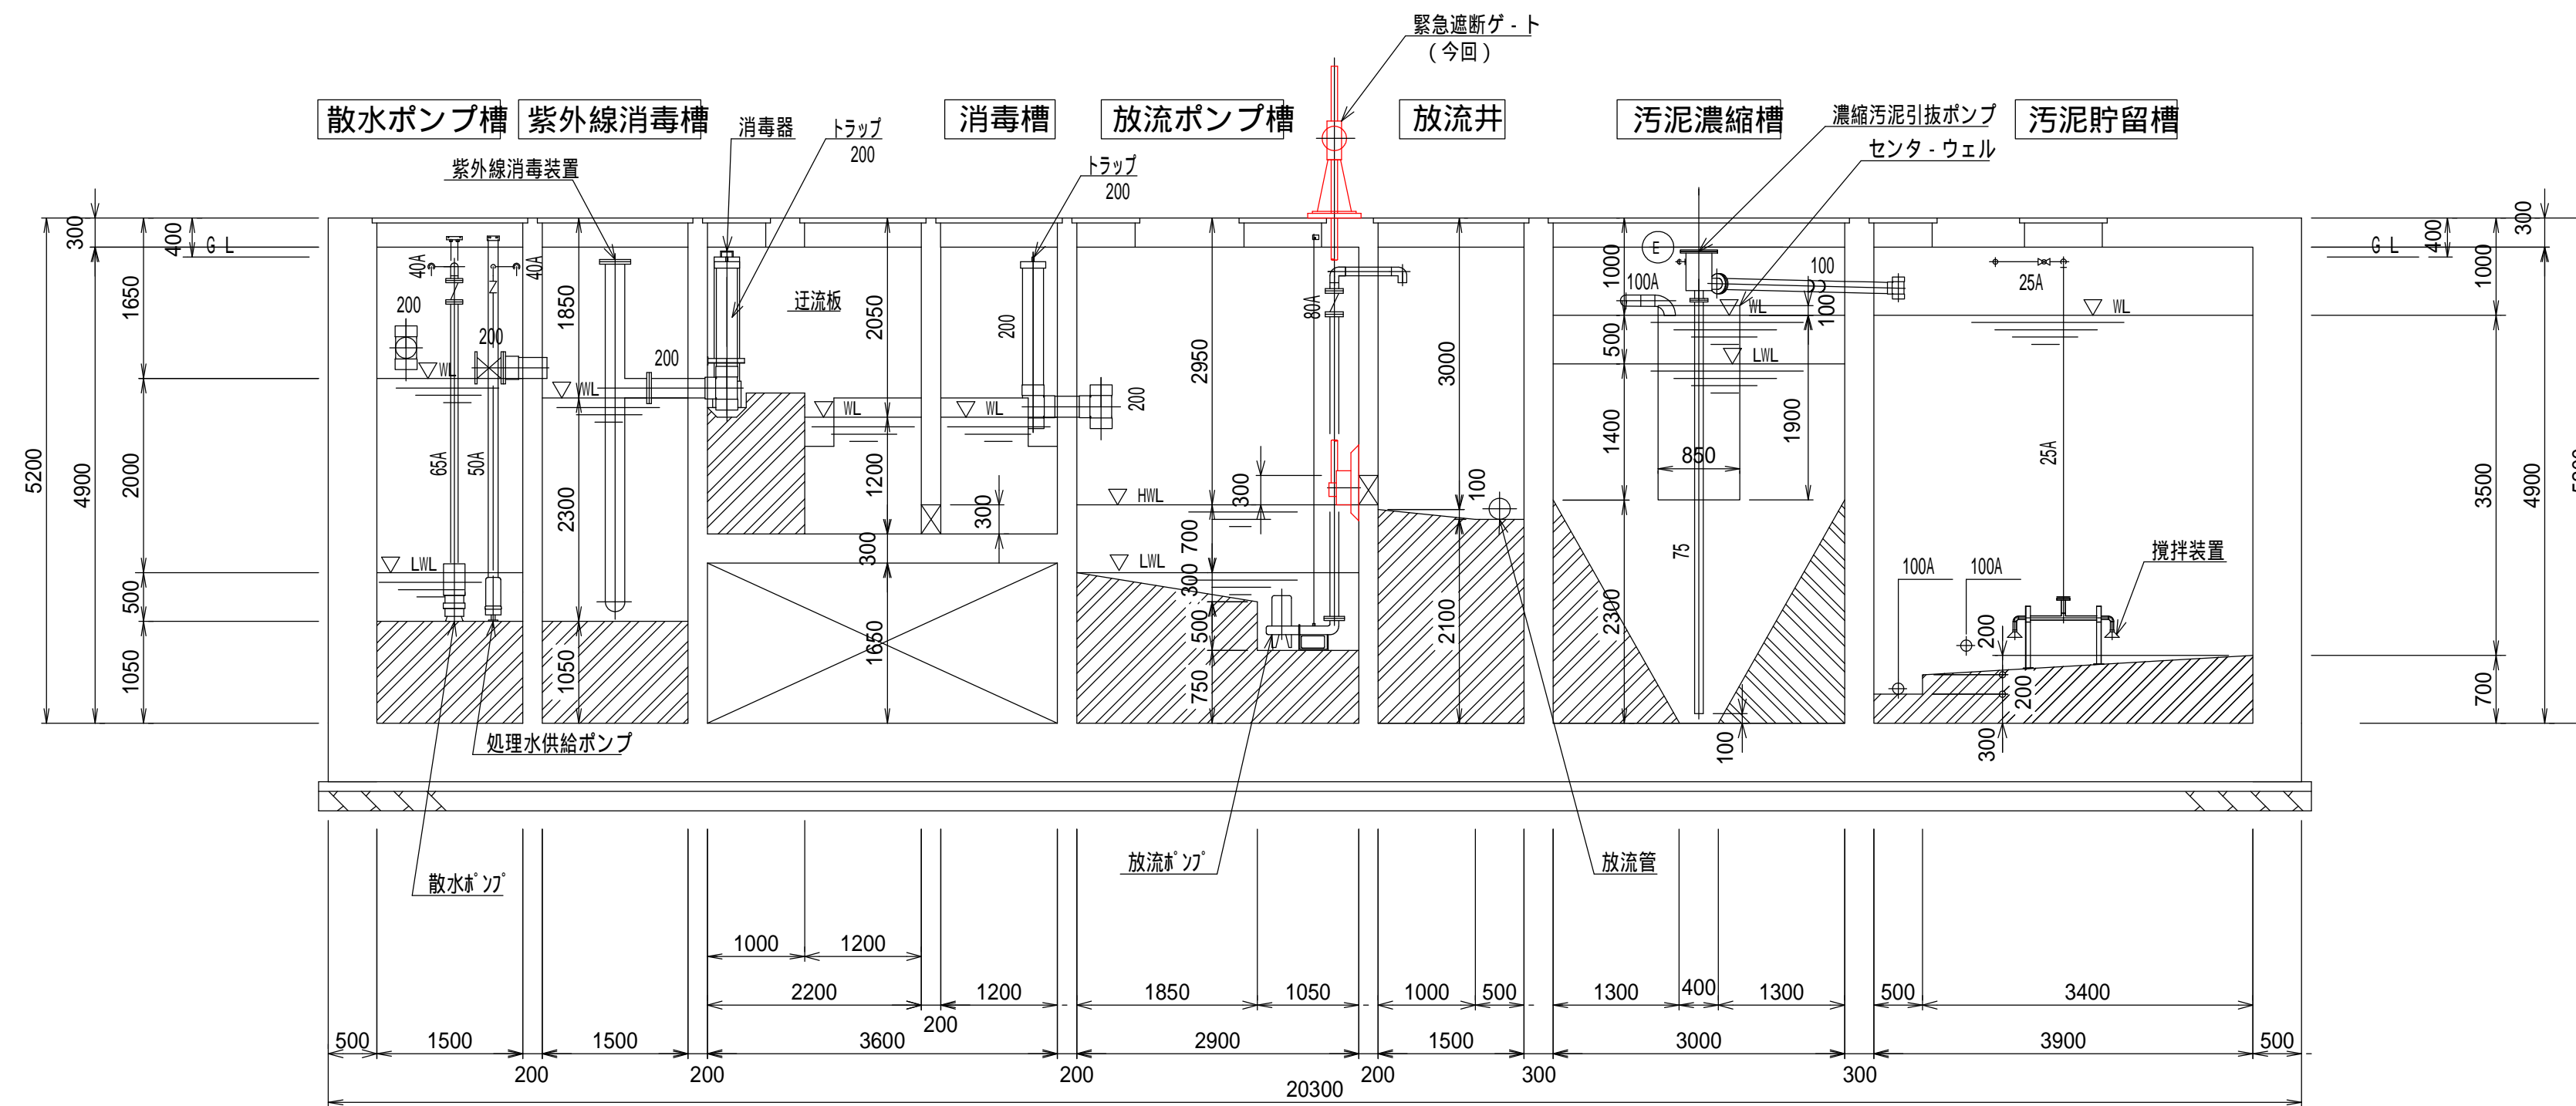 緊急遮断ゲ-ト
(今回)
散水ポンプ槽
紫外線消毒槽
消毒槽
放流ポンプ槽
放流井
汚泥濃縮槽
汚泥貯留槽
消毒器
トラップ
200
紫外線消毒装置
トラップ
200
濃縮汚泥引抜ポンプ
センタ-ウェル
300
400
GL
1650
2000
500
1050
5200
4900
40A
40A
200
200
WL
65A
50A
LWL
1850
2300
1050
WL
200
迂流板
2050
1200
300
1650
WL
WL
200
200
300
2950
HWL
700
LWL
300
500
750
300
80A
3000
100
2100
1000
500
1400
2300
E
100A
WL
LWL
100
100
1900
850
75
100
25A
WL
25A
100A
100A
200
200
300
撹拌装置
GL
400
300
1000
3500
700
4900
5200
処理水供給ポンプ
散水ポンプ
放流ポンプ
放流管
1000
1200
2200
1200
1850
1050
1000
500
1300
400
1300
500
3400
200
500
1500
1500
3600
2900
1500
3000
3900
500
200
200
200
200
300
300
20300